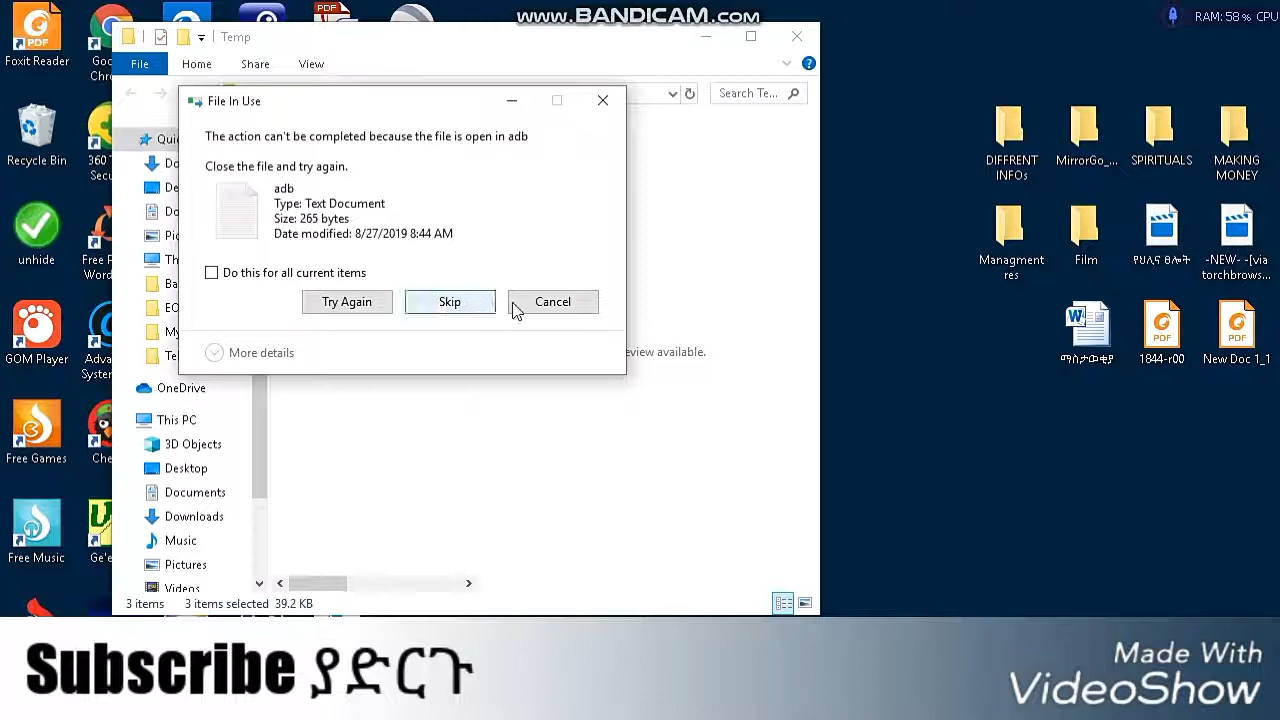 www.BANDICAM.com
RAM: 58% CPU
Temp
File
Home
Share
View
Search Te...
File In Use
The action can't be completed because the file is open in adb
Close the file and try again.
adb
Type: Text Document
Size: 265 bytes
Date modified: 8/27/2019 8:44 AM
Do this for all current items
Try Again
Skip
Cancel
More details
OneDrive
This PC
3D Objects
Desktop
Documents
Downloads
Music
Pictures
Videos
3 items
3 items selected 39.2 KB
Foxit Reader
Recycle Bin
unhide
GOM Player
Free Games
Free Music
DIFFRENT INFOs
MirrorGo_...
SPIRITUALS
MAKING MONEY
Managment res
Film
የህሊና ፀሎት
-NEW- -[via torchbrows...
ማስታወቂያ
1844-r00
New Doc 1_1
Subscribe ያድርጉ
Made With
VideoShow